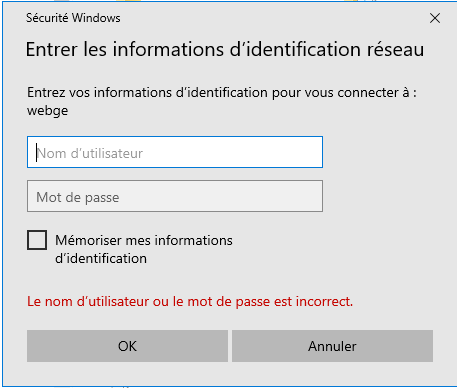 Sécurité Windows
Entrer les informations d’identification réseau
Entrez vos informations d’identification pour vous connecter à :
webge
Nom d’utilisateur
Mot de passe
Mémoriser mes informations
d’identification
Le nom d’utilisateur ou le mot de passe est incorrect.
OK
Annuler